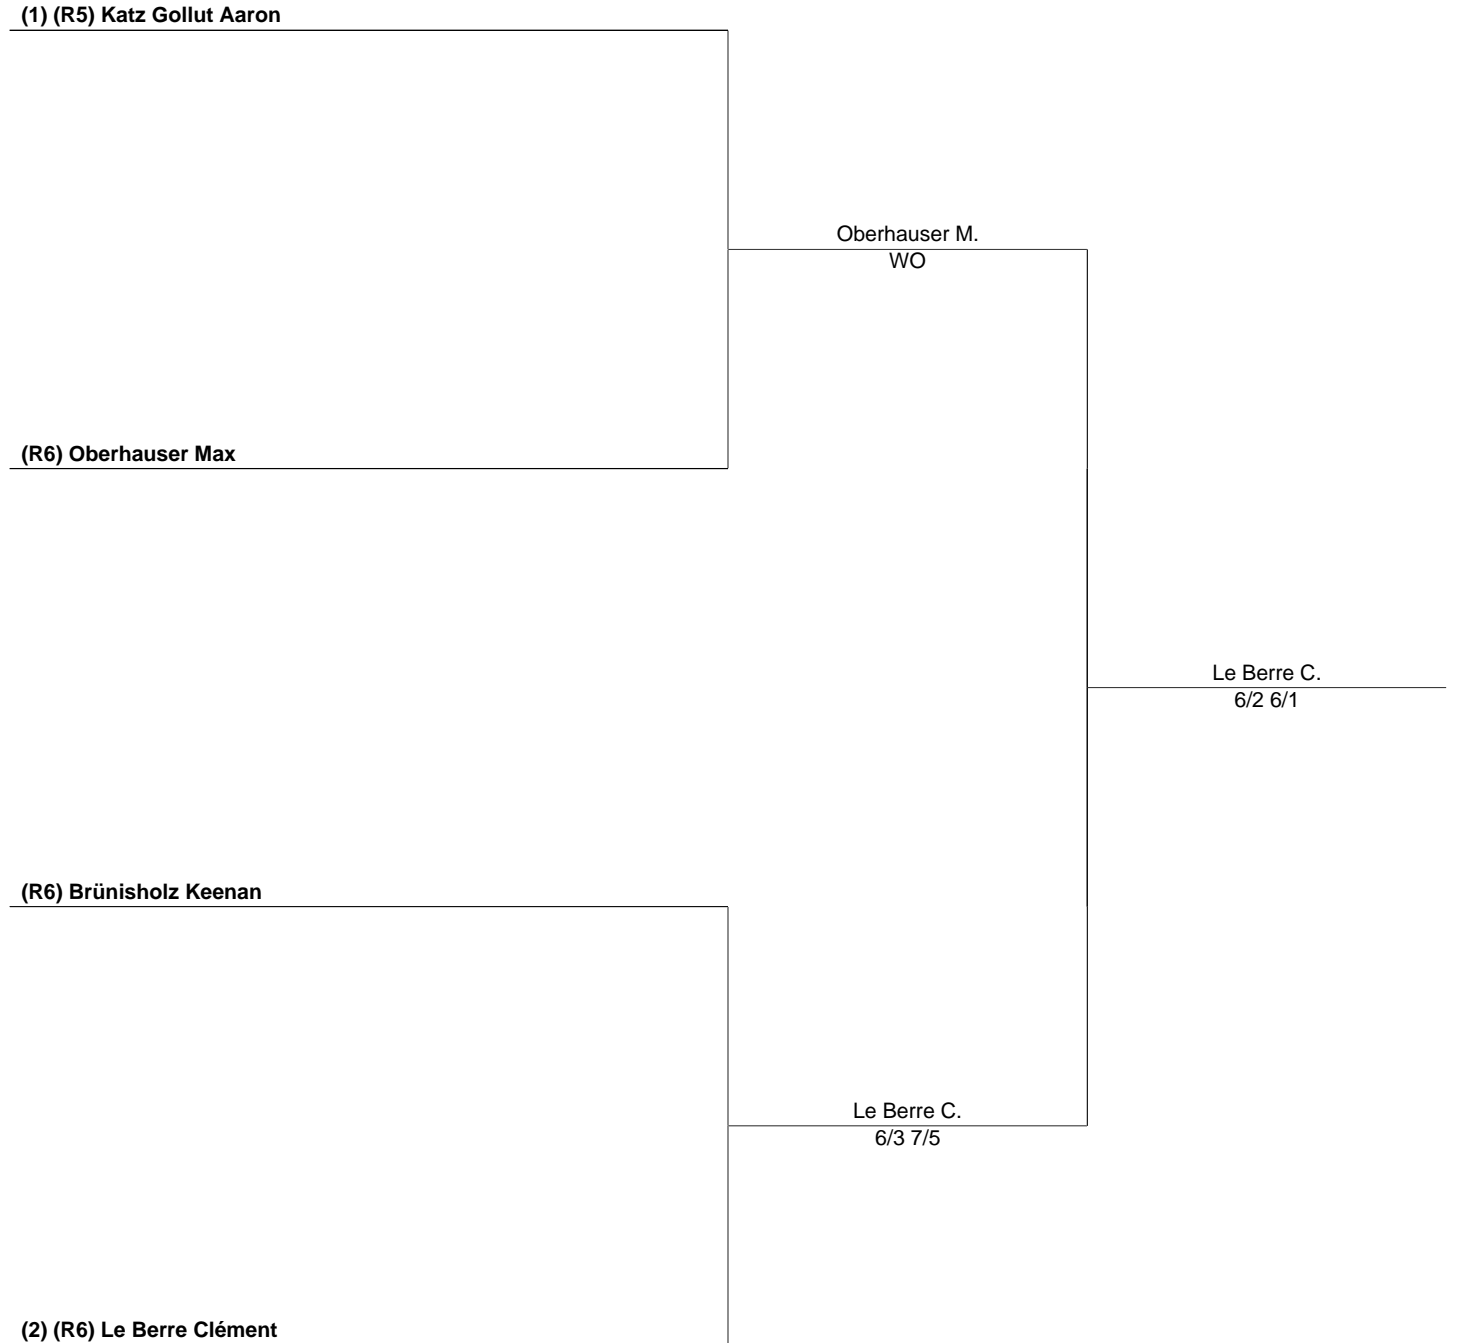 (1) (R5) Katz Gollut Aaron
Oberhauser M.
WO
(R6) Oberhauser Max
Le Berre C.
6/2 6/1
(R6) Brünisholz Keenan
Le Berre C.
6/3 7/5
(2) (R6) Le Berre Clément